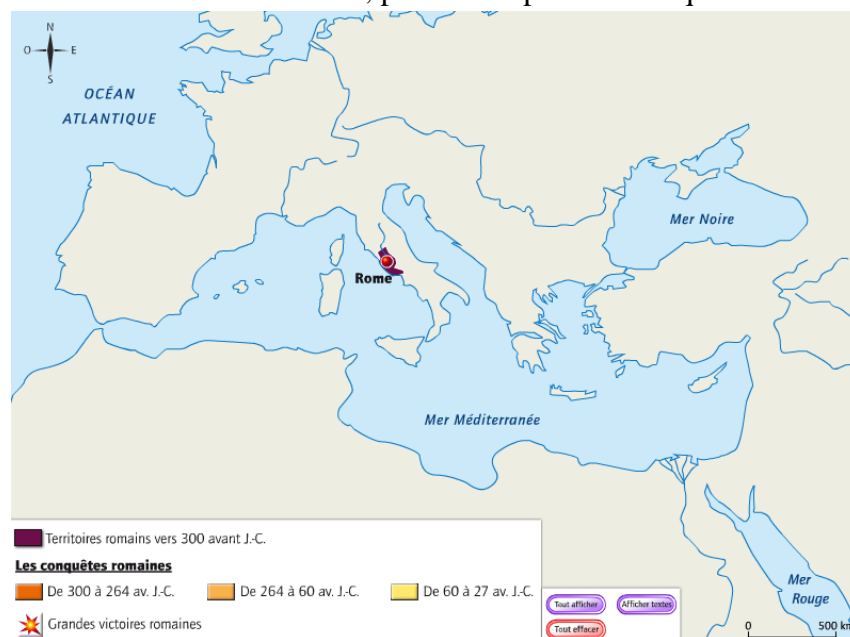 N
O
E
S
OCÉAN
ATLANTIQUE
Mer Noire
Rome
Mer Méditerranée
Mer
Rouge
Territoires romains vers 300 avant J.-C.
Les conquêtes romaines
De 300 à 264 av. J.-C.
De 264 à 60 av. J.-C.
De 60 à 27 av. J.-C.
Grandes victoires romaines
Tout afficher
Afficher textes
Tout effacer
0
500 km